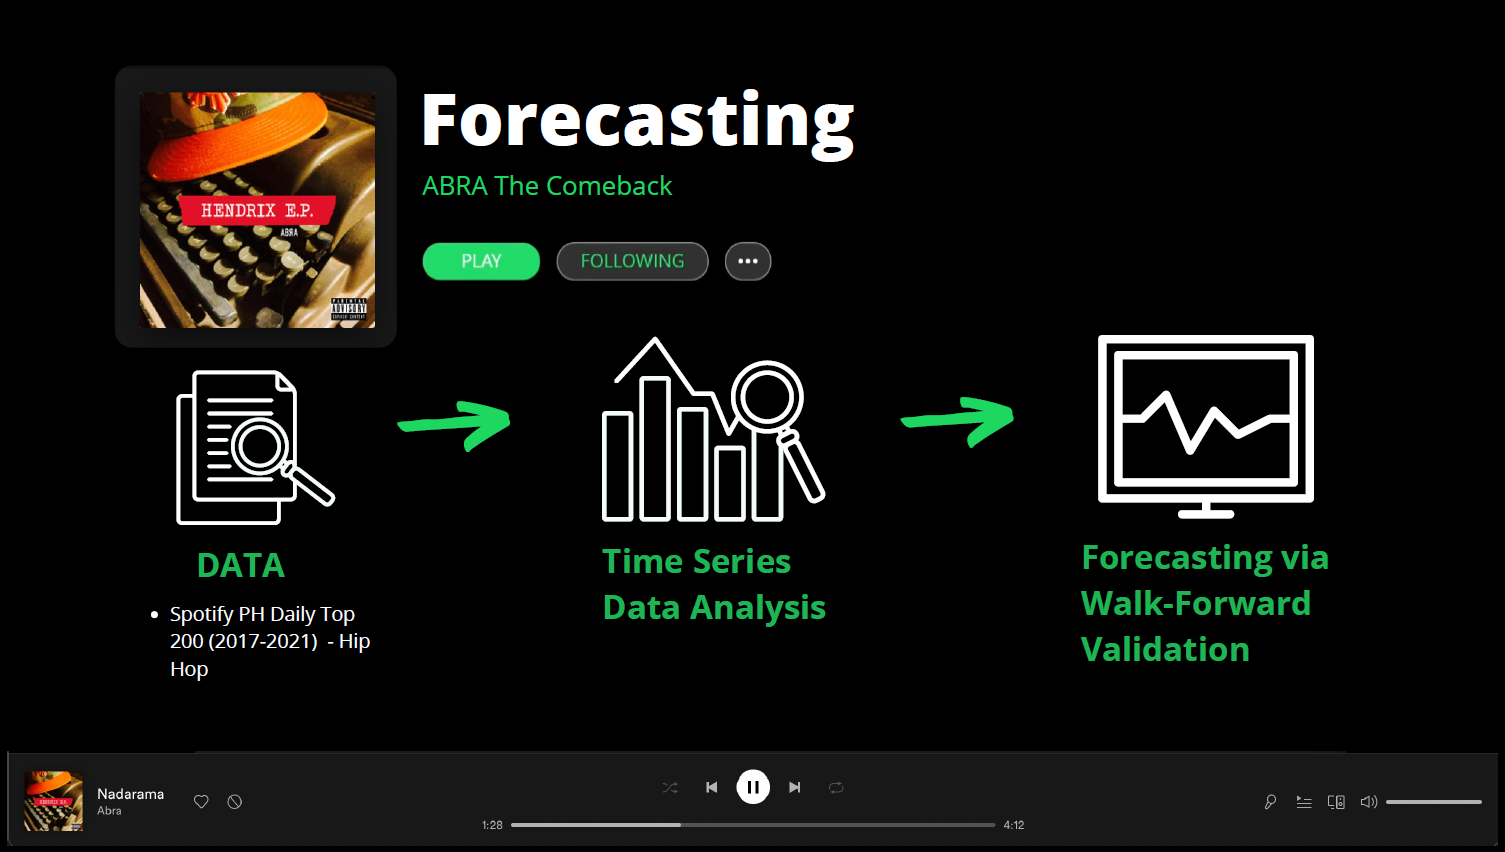 Forecasting
ABRA The Comeback
HENDRIX E.P.
ABRA
PARENTAL
ADVISORY
EXPLICIT CONTENT
PLAY
FOLLOWING
DATA
• Spotify PH Daily Top
200 (2017-2021)  - Hip
Hop
Time Series
Data Analysis
Forecasting via
Walk-Forward
Validation
HENDRIX E.P.
Nadarama
Abra
1:28
4:12